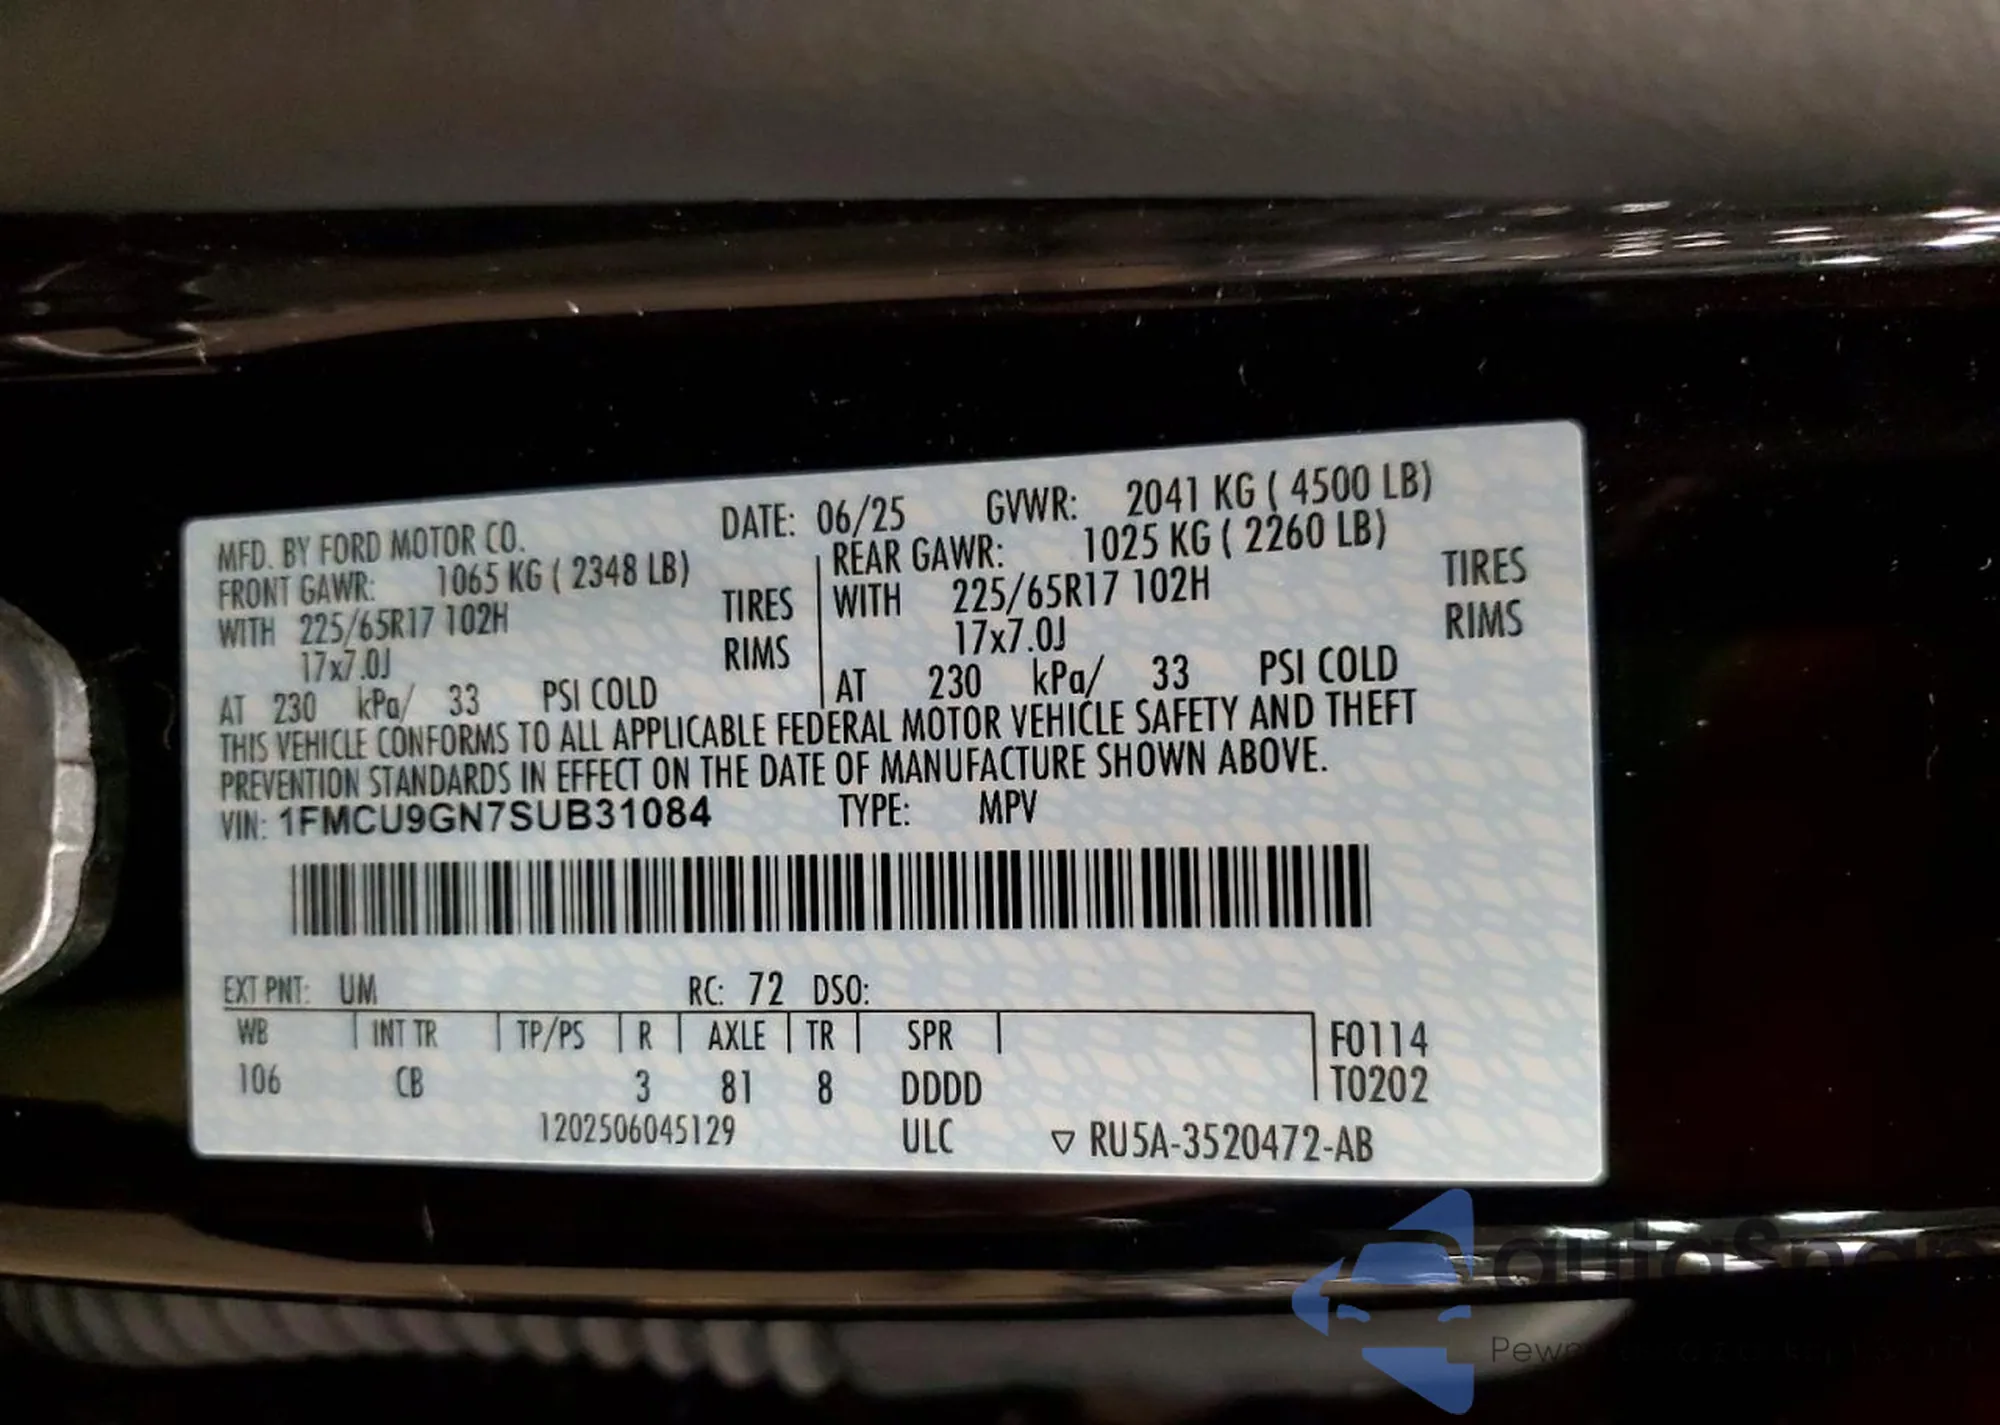 MFD. BY FORD MOTOR CO. DATE: 06/25 GVWR: 2041 KG ( 4500 LB)
FRONT GAWR: 1065 KG ( 2348 LB) REAR GAWR: 1025 KG ( 2260 LB)
WITH 225/65R17 102H TIRES WITH 225/65R17 102H TIRES
17x7.0J RIMS 17x7.0J RIMS
AT 230 kPa/ 33 PSI COLD AT 230 kPa/ 33 PSI COLD
THIS VEHICLE CONFORMS TO ALL APPLICABLE FEDERAL MOTOR VEHICLE SAFETY AND THEFT
PREVENTION STANDARDS IN EFFECT ON THE DATE OF MANUFACTURE SHOWN ABOVE.
VIN: 1FMCU9GN7SUB31084 TYPE: MPV
EXT PNT: UM RC: 72 DSO:
WB INT TR TP/PS R AXLE TR SPR F0114
106 CB 3 81 8 DDDD T0202
1202506045129 ULC ▽ RU5A-3520472-AB
autoSnap